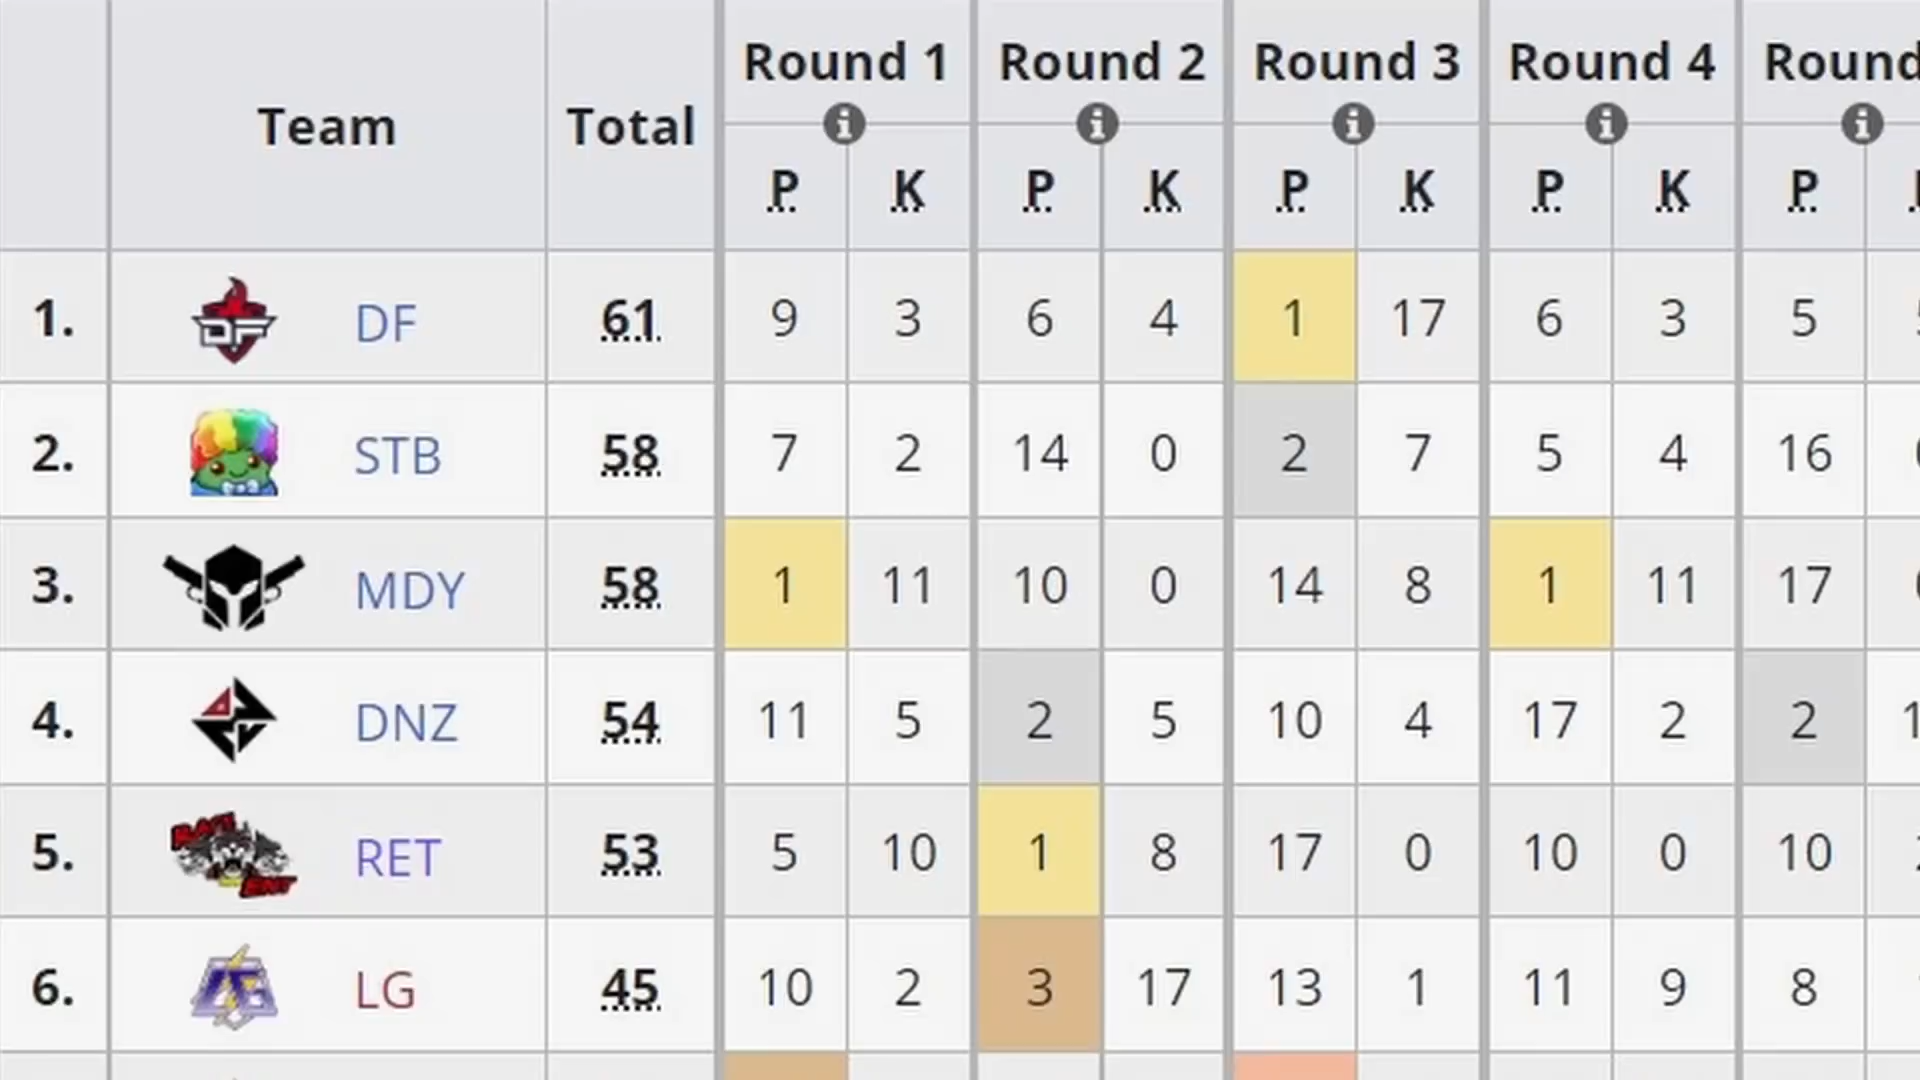 Team Total Round 1 Round 2 Round 3 Round 4 Round
P K P K P K P K P
1. DF 61 9 3 6 4 1 17 6 3 5
2. STB 58 7 2 14 0 2 7 5 4 16
3. MDY 58 1 11 10 0 14 8 1 11 17
4. DNZ 54 11 5 2 5 10 4 17 2 2
5. RET 53 5 10 1 8 17 0 10 0 10
6. LG 45 10 2 3 17 13 1 11 9 8